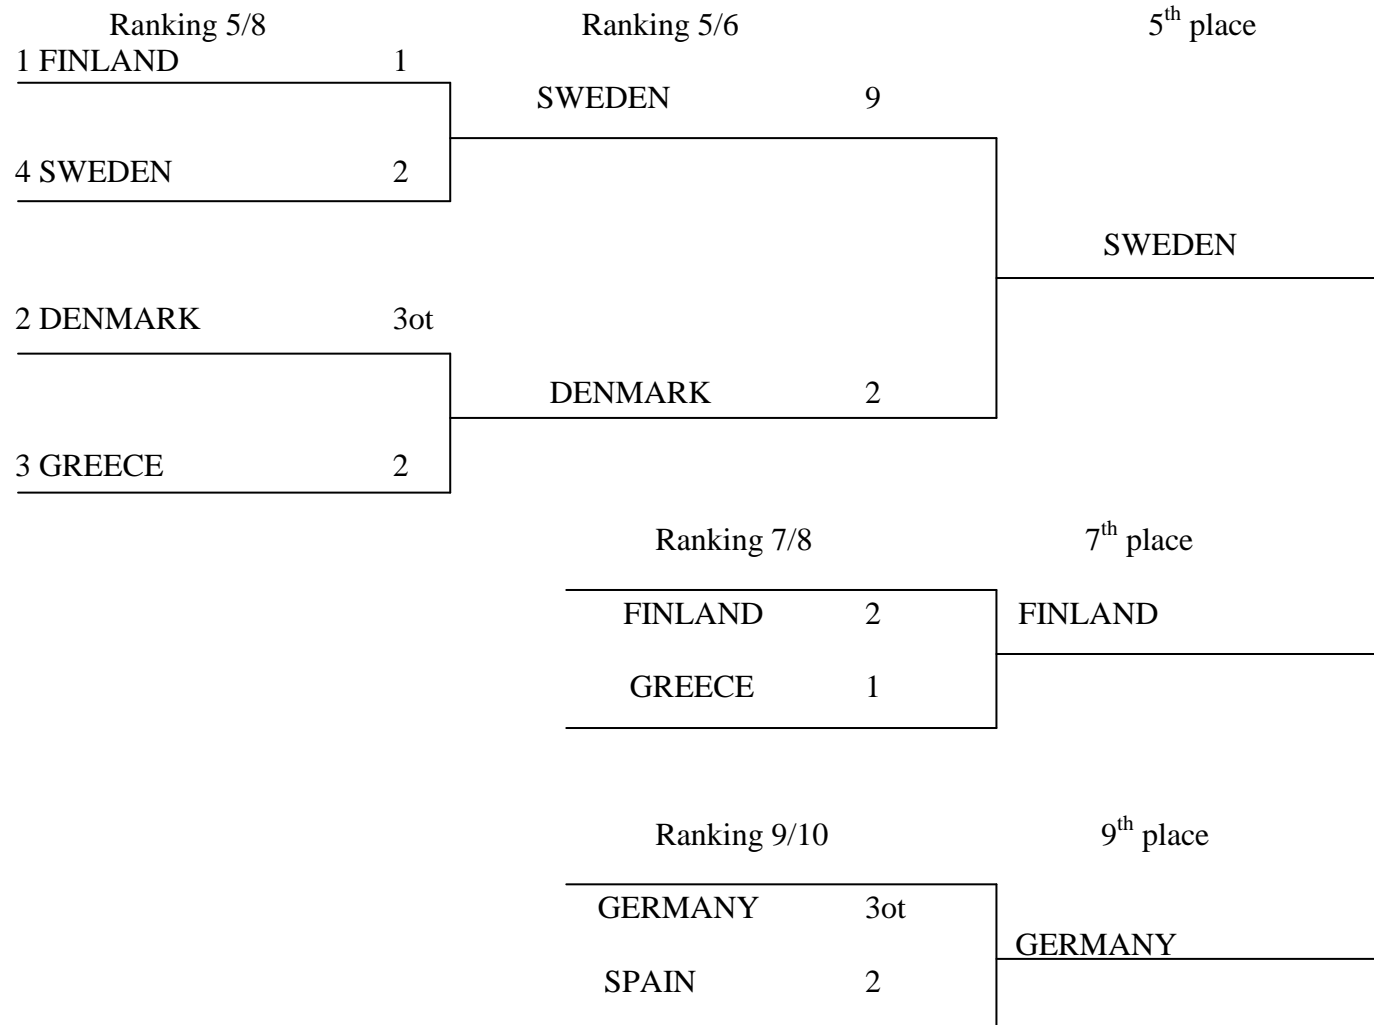 Ranking 5/8 Ranking 5/6 5th place
1 FINLAND 1
SWEDEN 9
4 SWEDEN 2
SWEDEN
2 DENMARK 3ot
DENMARK 2
3 GREECE 2
Ranking 7/8 7th place
FINLAND 2 FINLAND
GREECE 1
Ranking 9/10 9th place
GERMANY 3ot
GERMANY
SPAIN 2